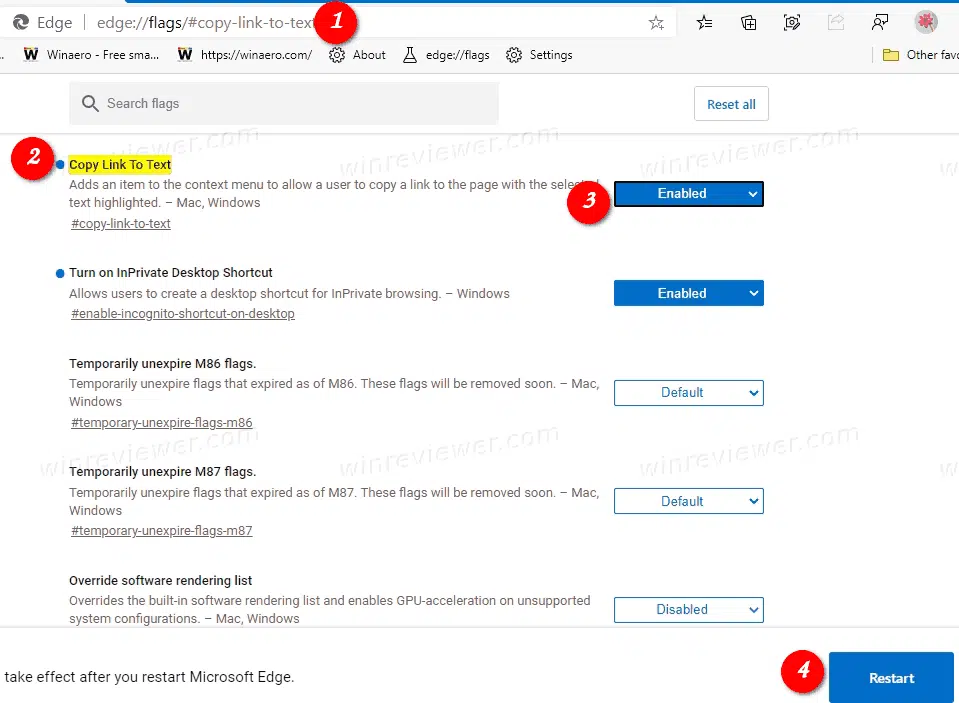 Edge edge://flags/#copy-link-to-text 1
Winaero - Free sma... https://winaero.com/ About edge://flags Settings Other favo
Search flags
Reset all
winreviewer.com winreviewer.com winreviewer.com
2
Copy Link To Text
Adds an item to the context menu to allow a user to copy a link to the page with the selected
text highlighted. – Mac, Windows
#copy-link-to-text
3
Enabled
Turn on InPrivate Desktop Shortcut
Allows users to create a desktop shortcut for InPrivate browsing. – Windows
#enable-incognito-shortcut-on-desktop
Enabled
Temporarily unexpire M86 flags.
Temporarily unexpire flags that expired as of M86. These flags will be removed soon. – Mac,
Windows
#temporary-unexpire-flags-m86
Default
winreviewer.com winreviewer.com winreviewer.com
Temporarily unexpire M87 flags.
Temporarily unexpire flags that expired as of M87. These flags will be removed soon. – Mac,
Windows
#temporary-unexpire-flags-m87
Default
Override software rendering list
Overrides the built-in software rendering list and enables GPU-acceleration on unsupported
system configurations. – Mac, Windows
Disabled
take effect after you restart Microsoft Edge.
4
Restart